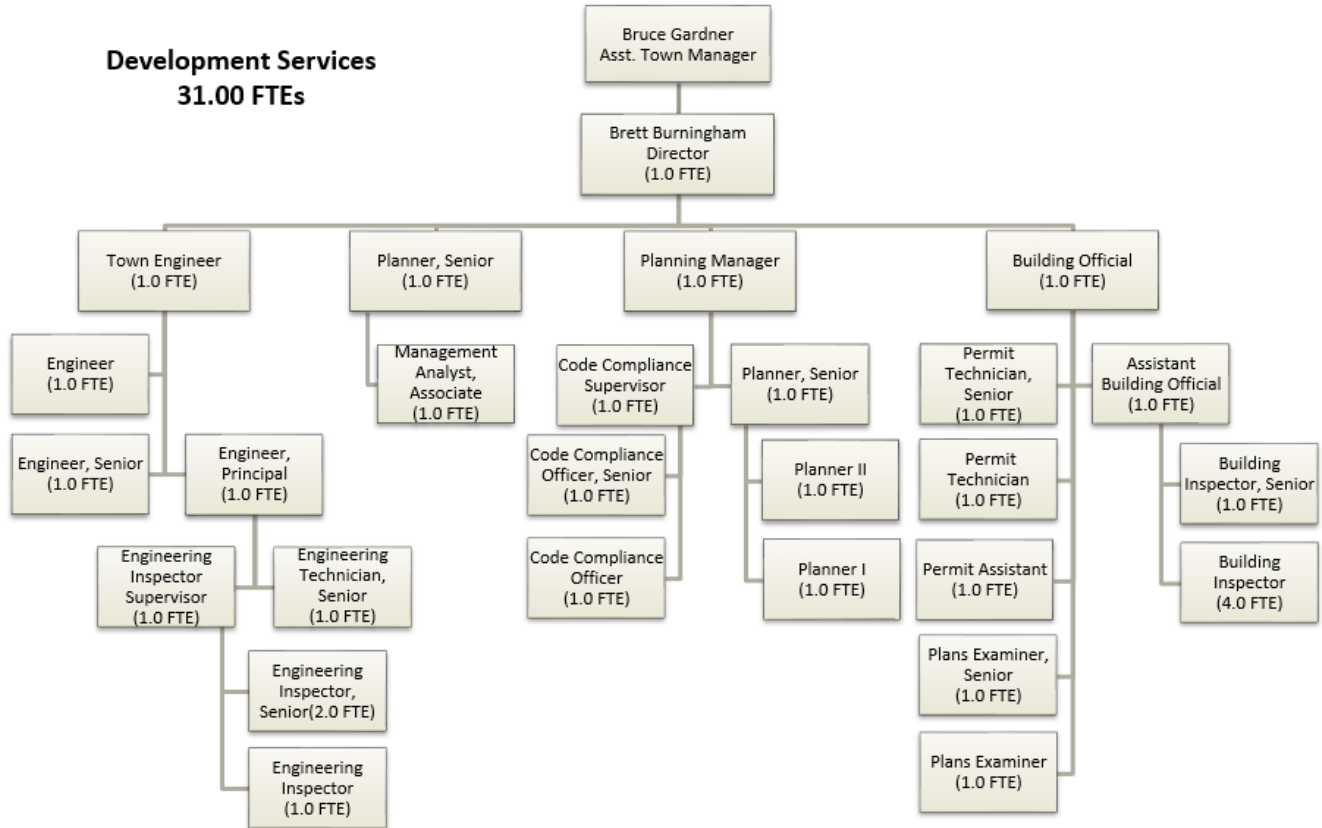 Development Services
31.00 FTEs
Bruce Gardner
Asst. Town Manager
Brett Burningham
Director
(1.0 FTE)
Town Engineer
(1.0 FTE)
Planner, Senior
(1.0 FTE)
Planning Manager
(1.0 FTE)
Building Official
(1.0 FTE)
Engineer
(1.0 FTE)
Engineer, Senior
(1.0 FTE)
Engineer,
Principal
(1.0 FTE)
Engineering
Inspector
Supervisor
(1.0 FTE)
Engineering
Technician,
Senior
(1.0 FTE)
Engineering
Inspector,
Senior(2.0 FTE)
Engineering
Inspector
(1.0 FTE)
Management
Analyst,
Associate
(1.0 FTE)
Code Compliance
Supervisor
(1.0 FTE)
Code Compliance
Officer, Senior
(1.0 FTE)
Code Compliance
Officer
(1.0 FTE)
Planner, Senior
(1.0 FTE)
Planner II
(1.0 FTE)
Planner I
(1.0 FTE)
Permit
Technician,
Senior
(1.0 FTE)
Permit
Technician
(1.0 FTE)
Permit Assistant
(1.0 FTE)
Plans Examiner,
Senior
(1.0 FTE)
Plans Examiner
(1.0 FTE)
Assistant
Building Official
(1.0 FTE)
Building
Inspector, Senior
(1.0 FTE)
Building
Inspector
(4.0 FTE)